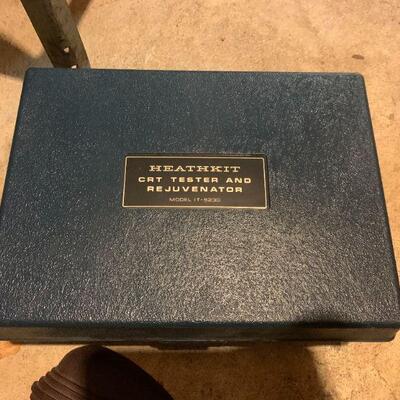 HEATHKIT
CRT TESTER AND
REJUVENATOR
MODEL IT-5230